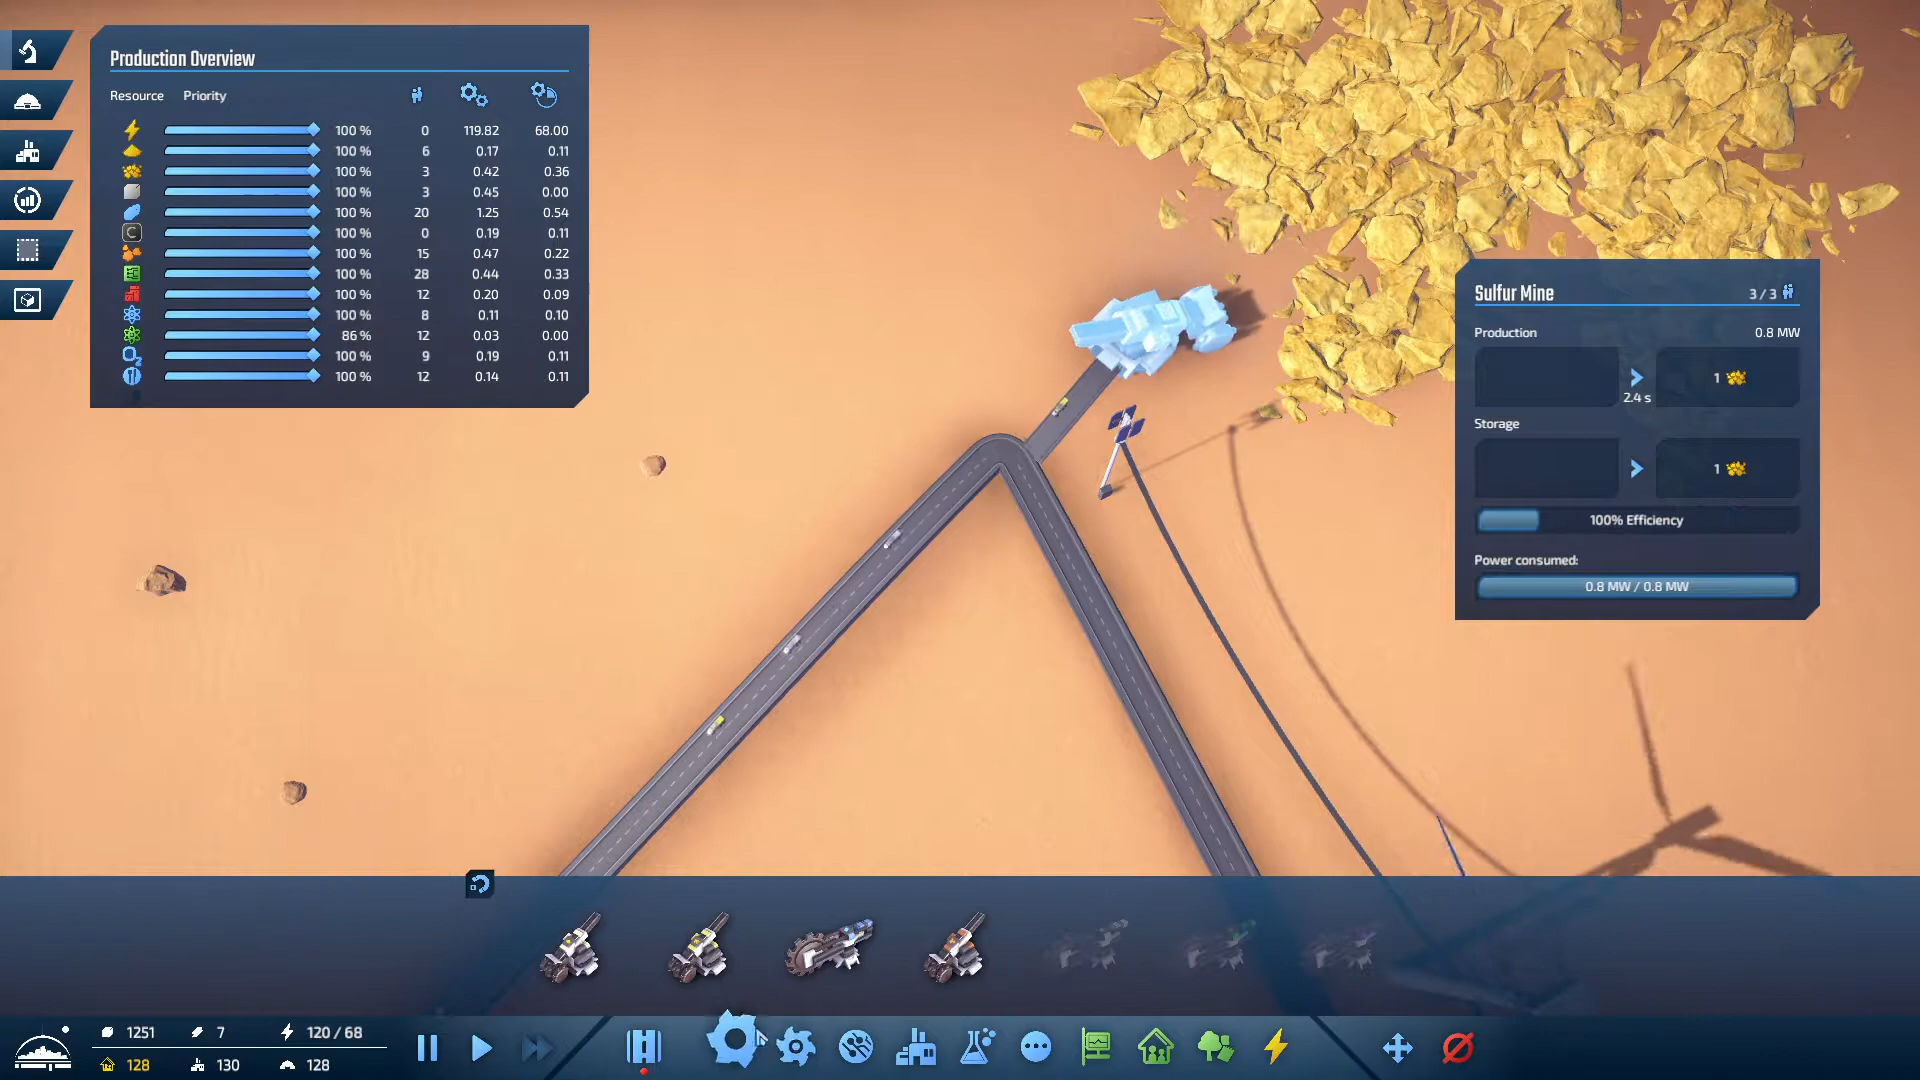 Production Overview
Resource Priority
100 % 0 119.82 68.00
100 % 6 0.17 0.11
100 % 3 0.42 0.36
100 % 3 0.45 0.00
100 % 20 1.25 0.54
C 100 % 0 0.19 0.11
100 % 15 0.47 0.22
100 % 28 0.44 0.33
100 % 12 0.20 0.09
100 % 8 0.11 0.10
86 % 12 0.03 0.00
O2 100 % 9 0.19 0.11
100 % 12 0.14 0.11
Sulfur Mine 3 / 3
Production 0.8 MW
1
2.4 s
Storage
1
100% Efficiency
Power consumed:
0.8 MW / 0.8 MW
1251 7 120 / 68
128 130 128